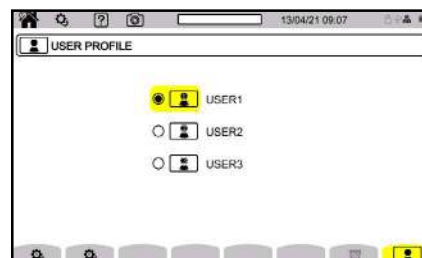 ? 13/04/21 09:07
USER PROFILE
USER1
USER2
USER3